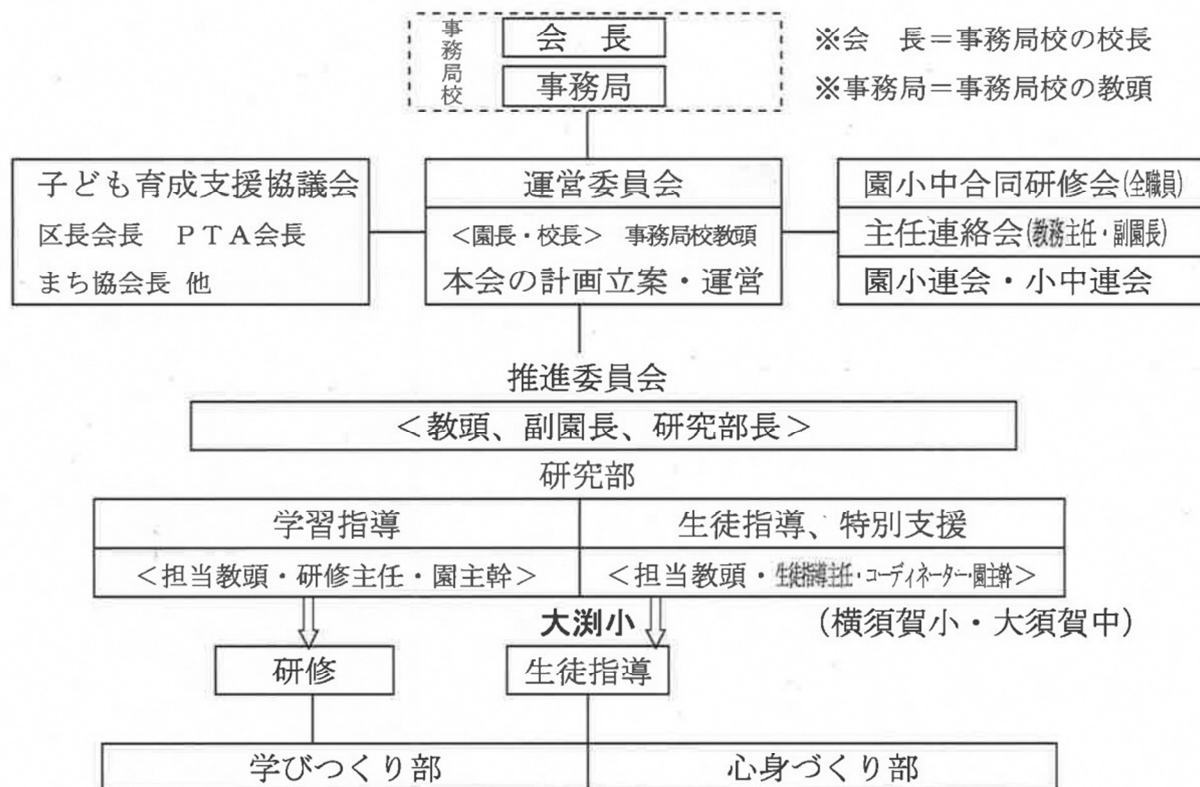 事務局校
会　長
※会　長＝事務局校の校長
事務局
※事務局＝事務局校の教頭
子ども育成支援協議会
区長会長　ＰＴＡ会長
まち協会長 他
運営委員会
＜園長・校長＞　事務局校教頭
本会の計画立案・運営
園小中合同研修会(全職員)
主任連絡会(教務主任・副園長)
園小連会・小中連会
推進委員会
＜教頭、副園長、研究部長＞
研究部
学習指導
生徒指導、特別支援
＜担当教頭・研修主任・園主幹＞
＜担当教頭・生徒指導主任・コーディネーター・園主幹＞
大渕小
（横須賀小・大須賀中）
研修
生徒指導
学びつくり部
心身づくり部